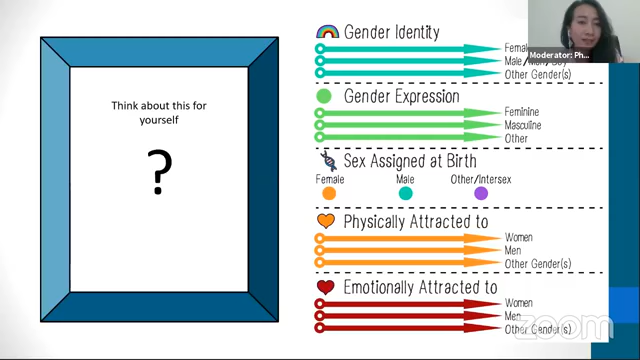 Think about this for
yourself
?
Gender Identity
Male/Man/Boy
Other Gender(s)
Moderator: Ph...
Gender Expression
Feminine
Masculine
Other
Sex Assigned at Birth
Female
Male
Other/Intersex
Physically Attracted to
Women
Men
Other Gender(s)
Emotionally Attracted to
Women
Men
Other Gender(s)
zoom